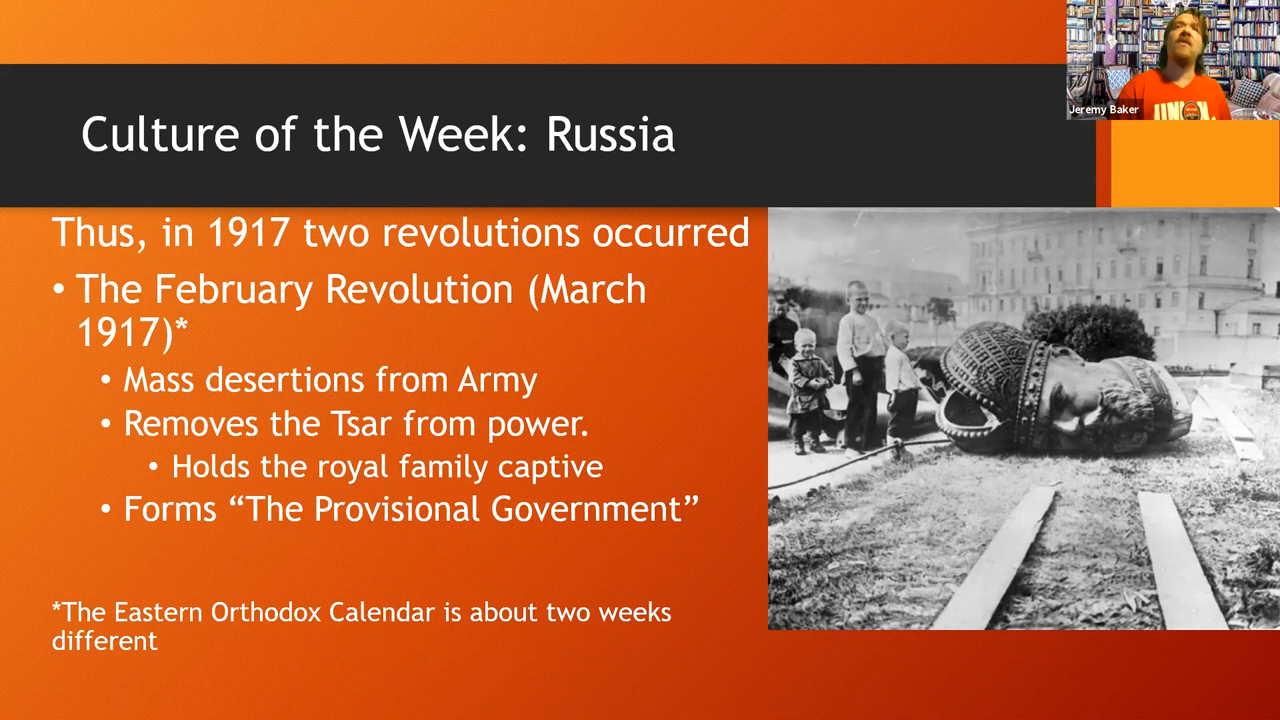 Jeremy Baker
Culture of the Week: Russia
Thus, in 1917 two revolutions occurred
• The February Revolution (March
1917)*
• Mass desertions from Army
• Removes the Tsar from power.
• Holds the royal family captive
• Forms “The Provisional Government”
*The Eastern Orthodox Calendar is about two weeks
different